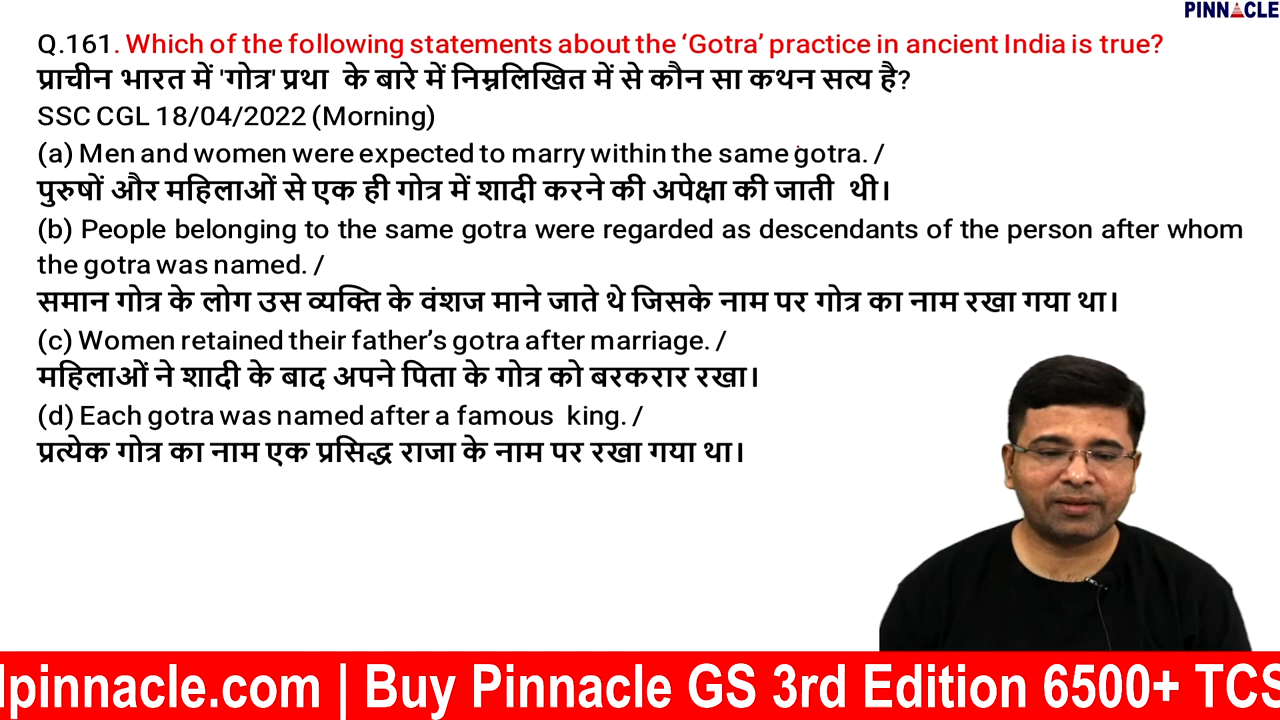 PINNACLE
Q.161. Which of the following statements about the ‘Gotra’ practice in ancient India is true?
प्राचीन भारत में 'गोत्र' प्रथा के बारे में निम्नलिखित में से कौन सा कथन सत्य है?
SSC CGL 18/04/2022 (Morning)
(a) Men and women were expected to marry within the same gotra. /
पुरुषों और महिलाओं से एक ही गोत्र में शादी करने की अपेक्षा की जाती थी।
(b) People belonging to the same gotra were regarded as descendants of the person after whom
the gotra was named. /
समान गोत्र के लोग उस व्यक्ति के वंशज माने जाते थे जिसके नाम पर गोत्र का नाम रखा गया था।
(c) Women retained their father’s gotra after marriage. /
महिलाओं ने शादी के बाद अपने पिता के गोत्र को बरकरार रखा।
(d) Each gotra was named after a famous king. /
प्रत्येक गोत्र का नाम एक प्रसिद्ध राजा के नाम पर रखा गया था।
lpinnacle.com | Buy Pinnacle GS 3rd Edition 6500+ TCS